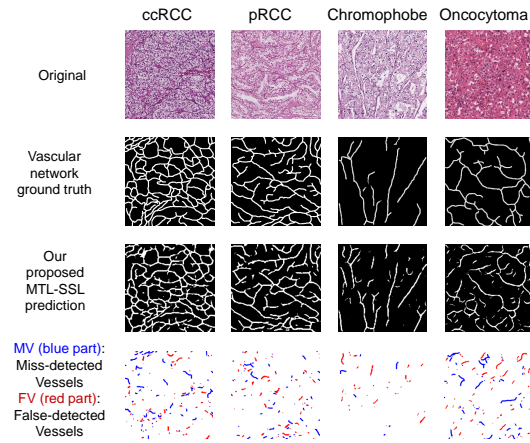 ccRCC pRCC Chromophobe Oncocytoma
Original
Vascular
network
ground truth
Our
proposed
MTL-SSL
prediction
MV (blue part):
Miss-detected
Vessels
FV (red part):
False-detected
Vessels